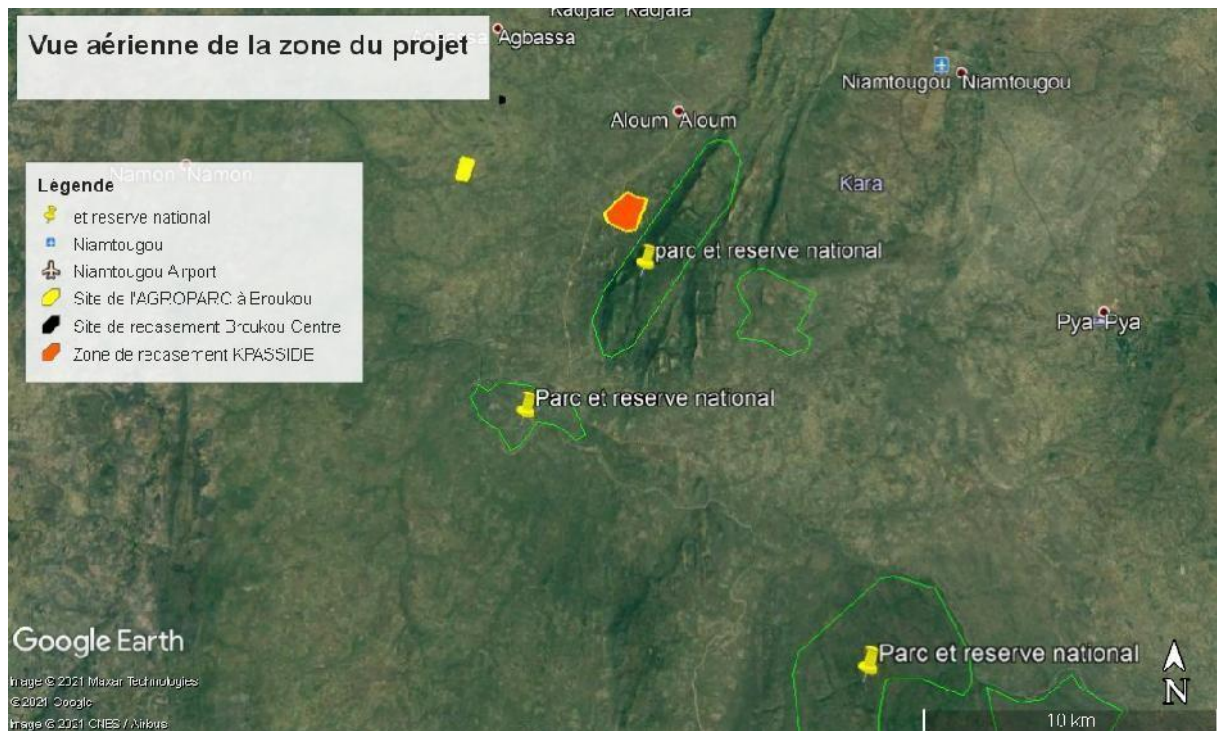 Kadjala Kadjala
Vue aérienne de la zone du projet
Agbassa
Niamtougou Niamtougou
Aloum Aloum
Namon Namon
Kara
Légende
et reserve national
Niamtougou
Niamtougou Airport
Site de l'AGROPARC à Broukou
Site de recasement Broukou Centre
Zone de recasement KPASSIDE
parc et reserve national
Pya Pya
Parc et reserve national
Parc et reserve national
Google Earth
Image © 2021 Maxar Technologies
© 2021 Google
Image © 2021 CNES / Airbus
N
10 km